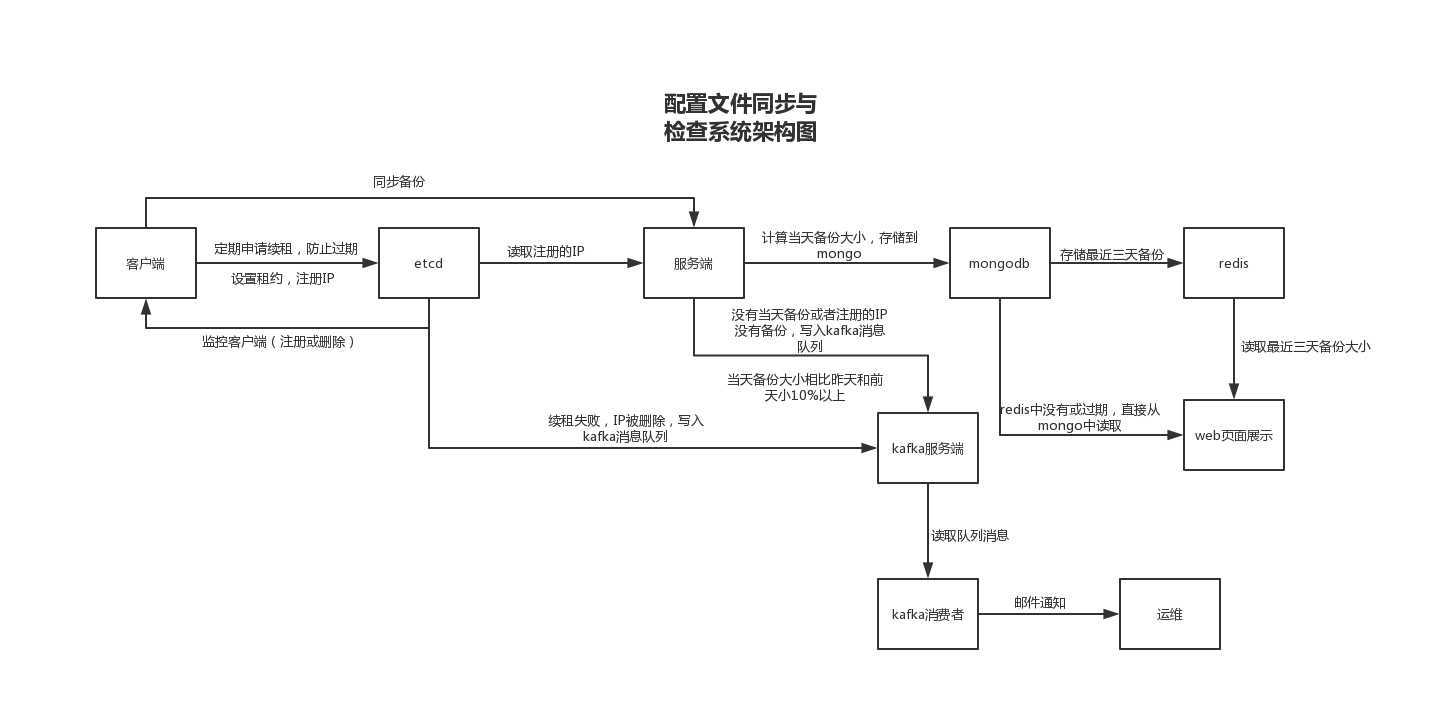 配置文件同步与
检查系统架构图
同步备份
客户端
定期申请续租，防止过期
设置租约，注册IP
etcd
读取注册的IP
服务端
计算当天备份大小，存储到
mongo
mongodb
存储最近三天备份
redis
监控客户端（注册或删除）
没有当天备份或者注册的IP
没有备份，写入kafka消息
队列
读取最近三天备份大小
当天备份大小相比昨天和前
天小10%以上
续租失败，IP被删除，写入
kafka消息队列
redis中没有或过期，直接从
mongo中读取
web页面展示
kafka服务端
读取队列消息
kafka消费者
邮件通知
运维